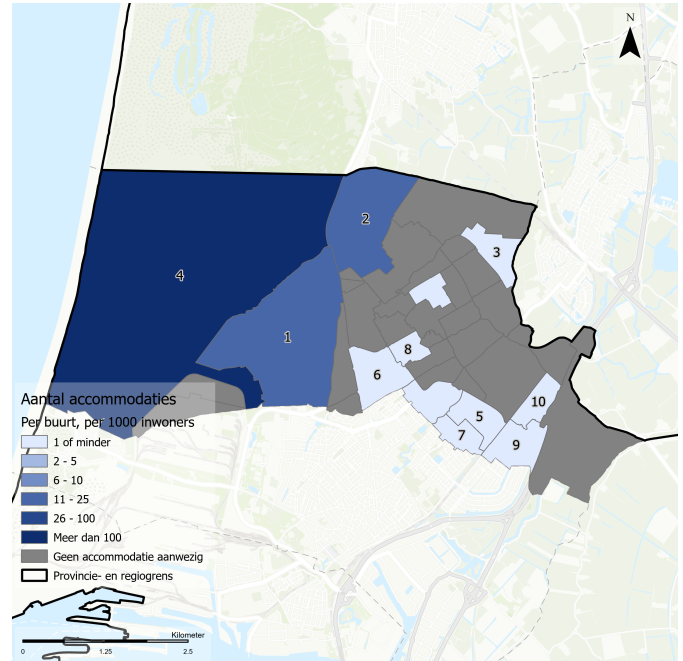 N
2
3
4
1
8
6
10
5
7
9
Aantal accommodaties
Per buurt, per 1000 inwoners
1 of minder
2 - 5
6 - 10
11 - 25
26 - 100
Meer dan 100
Geen accommodatie aanwezig
Provincie- en regiogrens
Kilometer
0 1.25 2.5